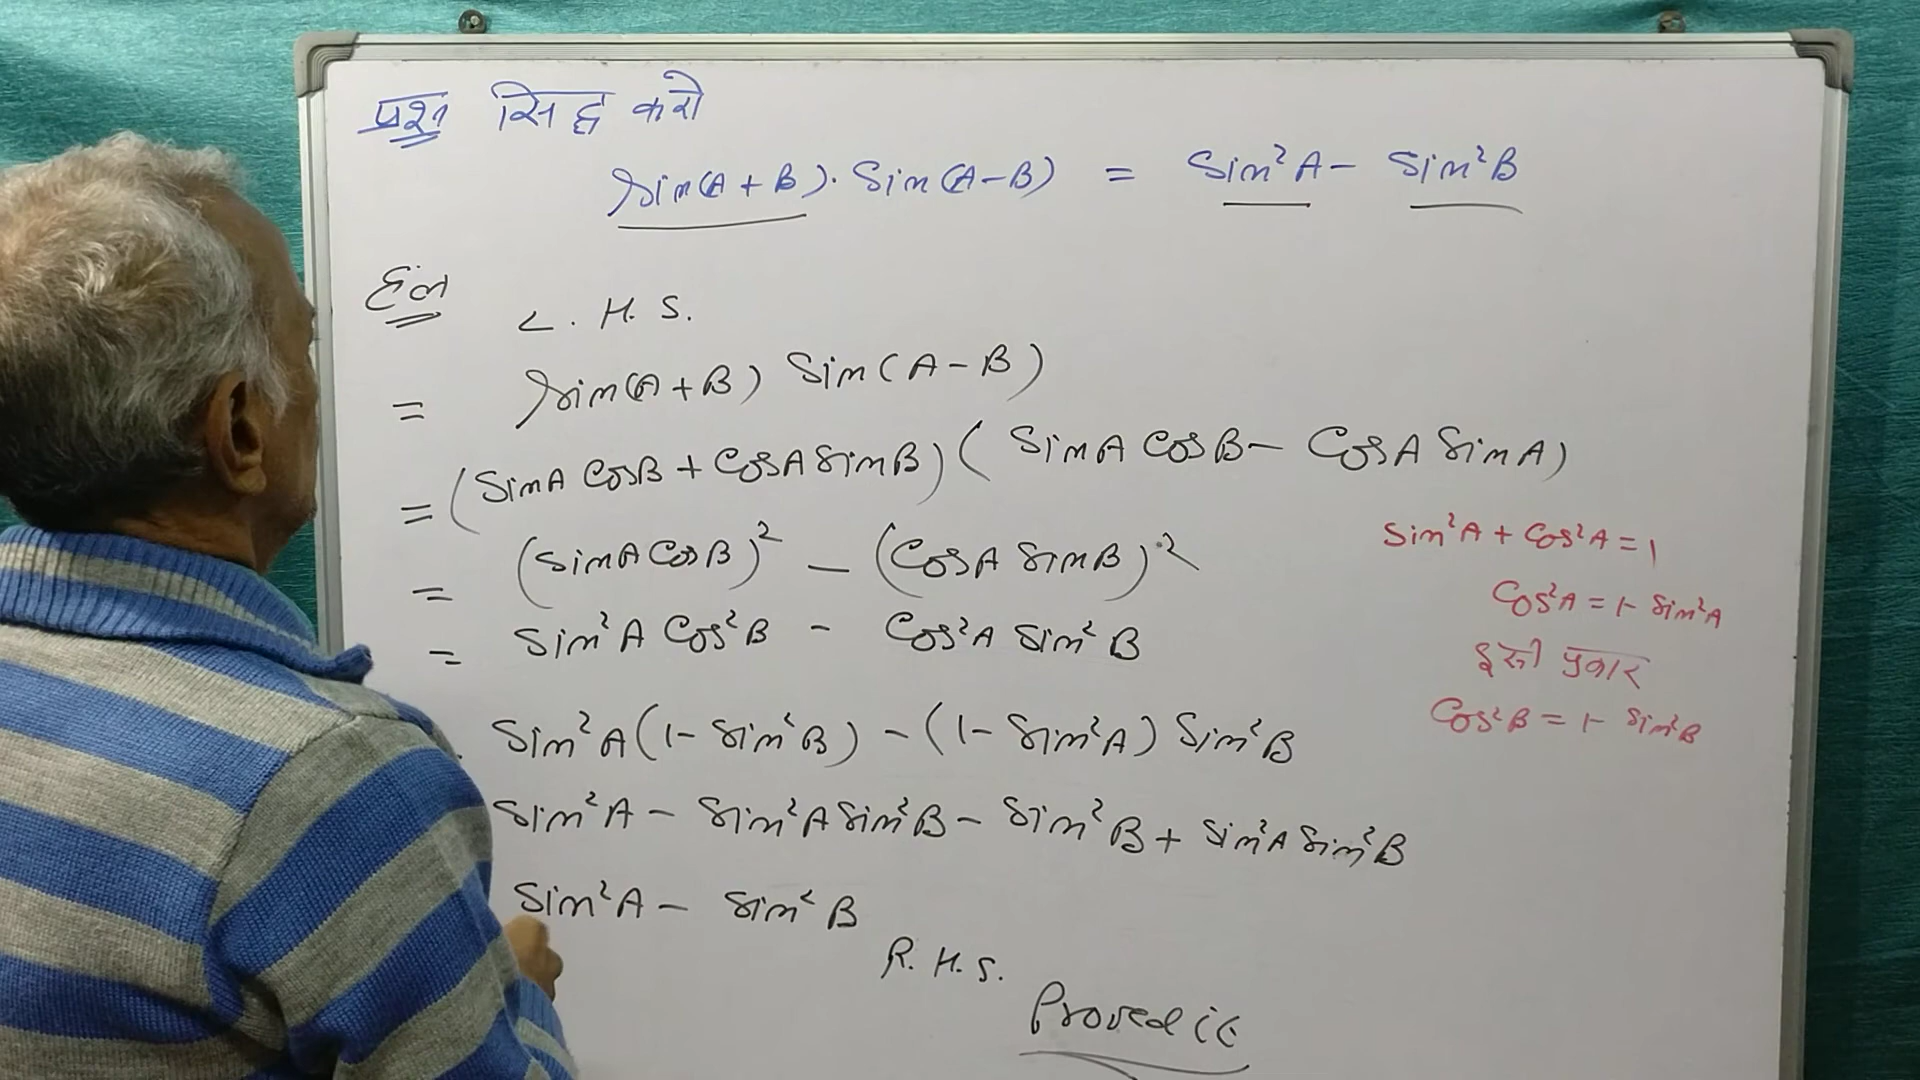 प्रश्न सिद्ध करो
Sin(A+B). Sin(A-B) = Sin²A - Sin²B
हल
L. H. S.
= Sin(A+B) Sin(A-B)
= (SinA CosB + CosA SinB) (SinA CosB - CosA SinA)
= (SinA CosB)² - (CosA SinB)²
= Sin²A Cos²B - Cos²A Sin²B
Sin²A(1- Sin²B) - (1- Sin²A) Sin²B
Sin²A - Sin²A Sin²B - Sin²B + Sin²A Sin²B
Sin²A - Sin²B
R. H. S.
Proved it
Sin²A + Cos²A = 1
Cos²A = 1- Sin²A
इसी प्रकार
Cos²B = 1- Sin²B